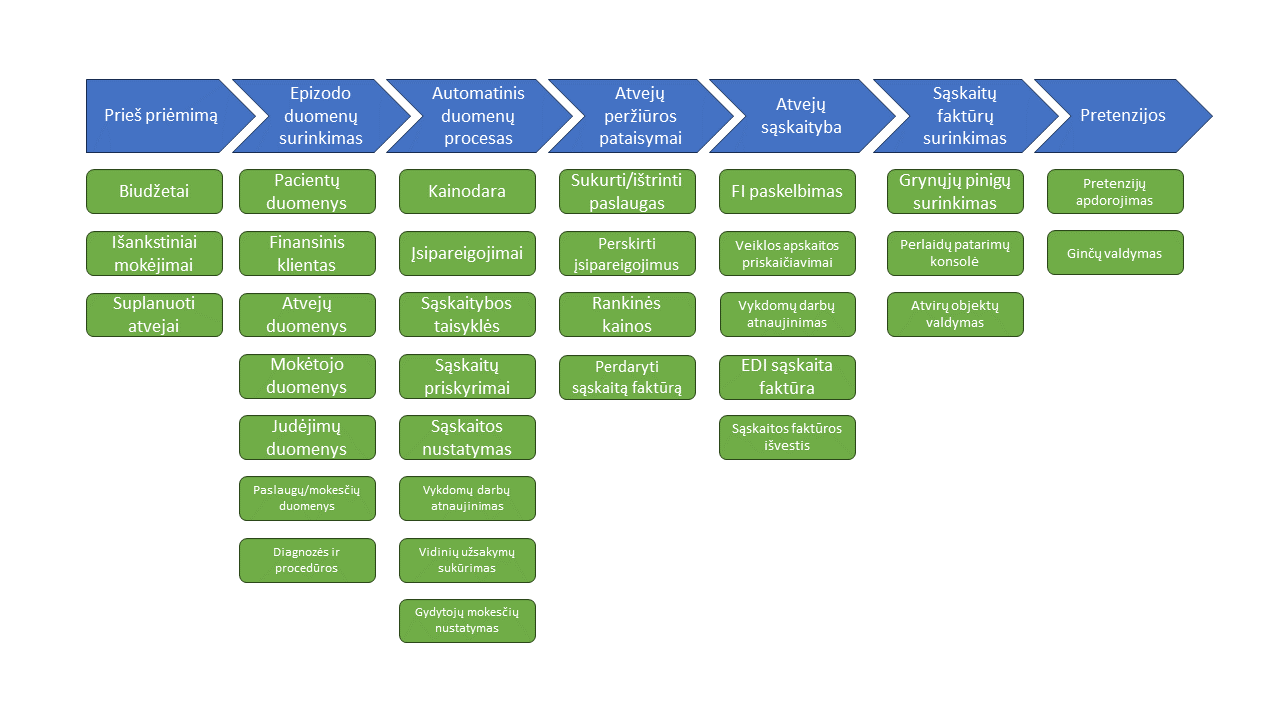 Prieš priėmimą
Epizodo
duomenų
surinkimas
Automatinis
duomenų
procesas
Atvejų
peržiūros
pataisymai
Atvejų
sąskaityba
Sąskaitų
faktūrų
surinkimas
Pretenzijos
Biudžetai
Išankstiniai
mokėjimai
Suplanuoti
atvejai
Pacientų
duomenys
Finansinis
klientas
Atvejų
duomenys
Mokėtojo
duomenys
Judėjimų
duomenys
Paslaugų/mokesčių
duomenys
Diagnozės ir
procedūros
Kainodara
Įsipareigojimai
Sąskaitybos
taisyklės
Sąskaitų
priskyrimai
Sąskaitos
nustatymas
Vykdomų darbų
atnaujinimas
Vidinių užsakymų
sukūrimas
Gydytojų mokesčių
nustatymas
Sukurti/ištrinti
paslaugas
Perskirti
įsipareigojimus
Rankinės
kainos
Perdaryti
sąskaitą faktūrą
FI paskelbimas
Veiklos apskaitos
priskaičiavimai
Vykdomų darbų
atnaujinimas
EDI sąskaita
faktūra
Sąskaitos faktūros
išvestis
Grynųjų pinigų
surinkimas
Perlaidų patarimų
konsolė
Atvirų objektų
valdymas
Pretenzijų
apdorojimas
Ginčų valdymas